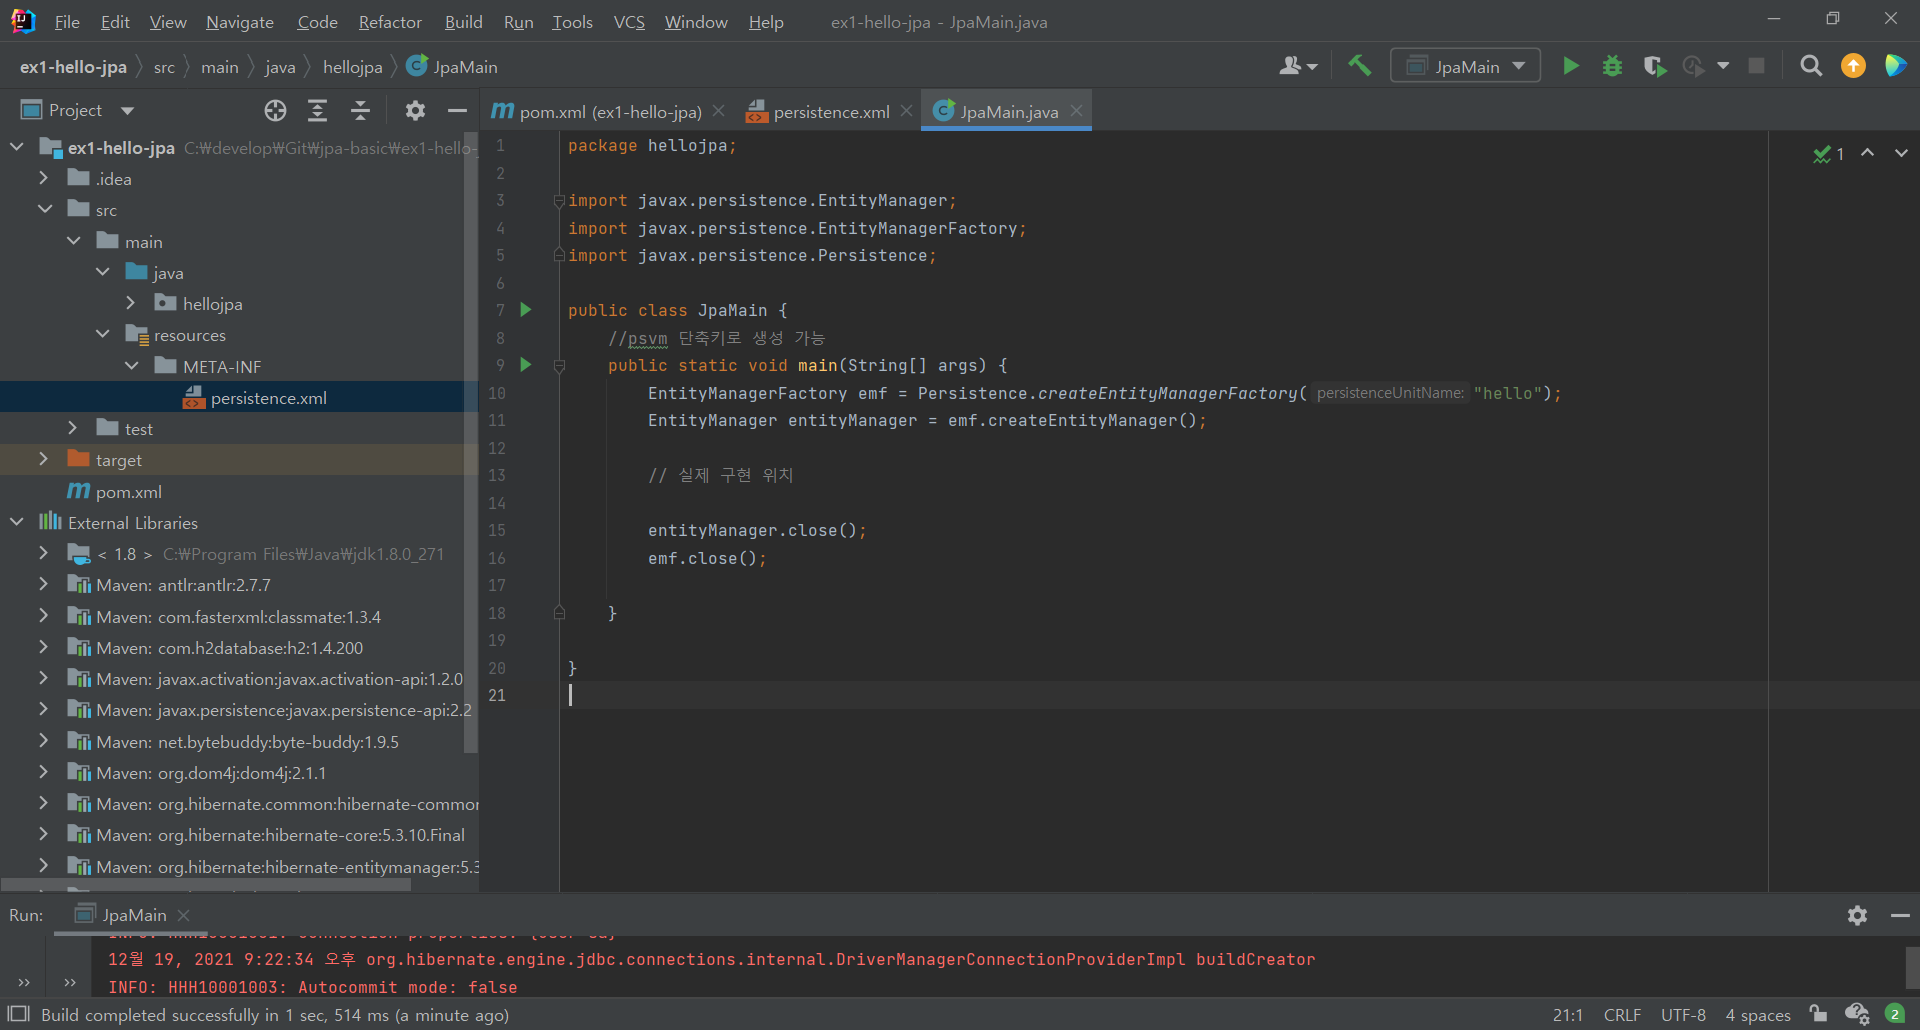 File Edit View Navigate Code Refactor Build Run Tools VCS Window Help ex1-hello-jpa - JpaMain.java
ex1-hello-jpa src main java hellojpa JpaMain JpaMain
Project
pom.xml (ex1-hello-jpa) persistence.xml JpaMain.java
ex1-hello-jpa C:₩develop₩Git₩jpa-basic₩ex1-hello-
.idea
src
main
java
hellojpa
resources
META-INF
persistence.xml
test
target
pom.xml
External Libraries
< 1.8 > C:₩Program Files₩Java₩jdk1.8.0_271
Maven: antlr:antlr:2.7.7
Maven: com.fasterxml:classmate:1.3.4
Maven: com.h2database:h2:1.4.200
Maven: javax.activation:javax.activation-api:1.2.0
Maven: javax.persistence:javax.persistence-api:2.2
Maven: net.bytebuddy:byte-buddy:1.9.5
Maven: org.dom4j:dom4j:2.1.1
Maven: org.hibernate.common:hibernate-common
Maven: org.hibernate:hibernate-core:5.3.10.Final
Maven: org.hibernate:hibernate-entitymanager:5.3
1 package hellojpa;
2
3 import javax.persistence.EntityManager;
4 import javax.persistence.EntityManagerFactory;
5 import javax.persistence.Persistence;
6
7 public class JpaMain {
8 //psvm 단축키로 생성 가능
9 public static void main(String[] args) {
10 EntityManagerFactory emf = Persistence.createEntityManagerFactory( persistenceUnitName: "hello");
11 EntityManager entityManager = emf.createEntityManager();
12
13 // 실제 구현 위치
14
15 entityManager.close();
16 emf.close();
17
18 }
19
20 }
21
1
Run: JpaMain
12월 19, 2021 9:22:34 오후 org.hibernate.engine.jdbc.connections.internal.DriverManagerConnectionProviderImpl buildCreator
INFO: HHH10001003: Autocommit mode: false
Build completed successfully in 1 sec, 514 ms (a minute ago) 21:1 CRLF UTF-8 4 spaces 2